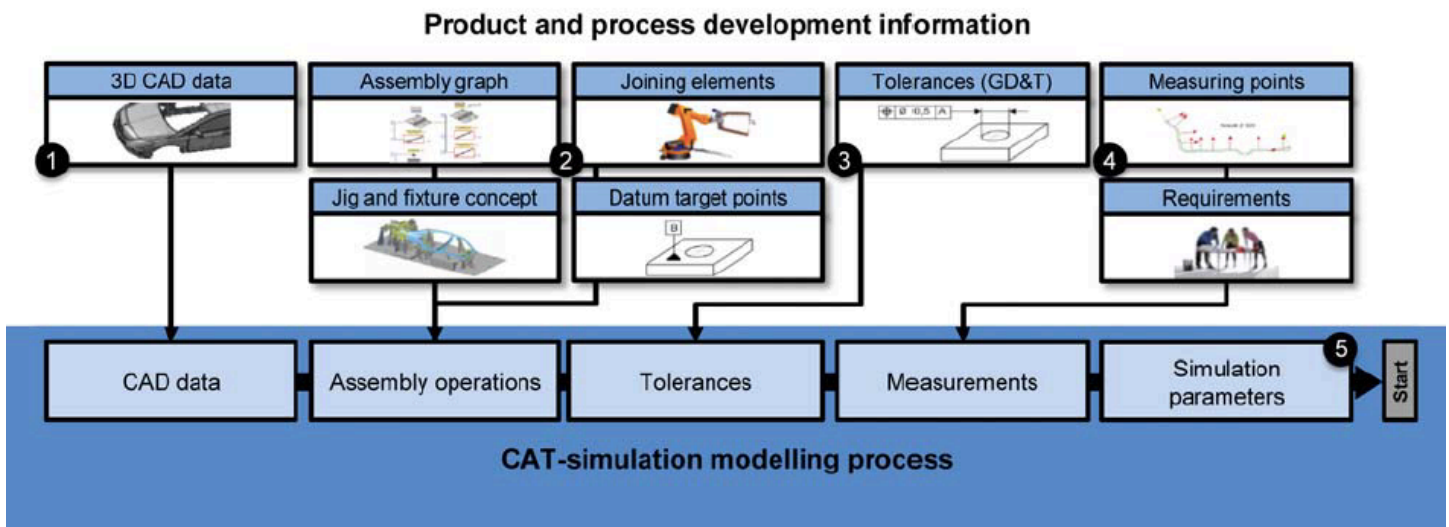 Product and process development information
3D CAD data
Assembly graph
Joining elements
Tolerances (GD&T)
Measuring points
1
2
3
4
⌖ Ø 0,5 A
Jig and fixture concept
Datum target points
Requirements
B
5
CAD data
Assembly operations
Tolerances
Measurements
Simulation
parameters
Start
CAT-simulation modelling process